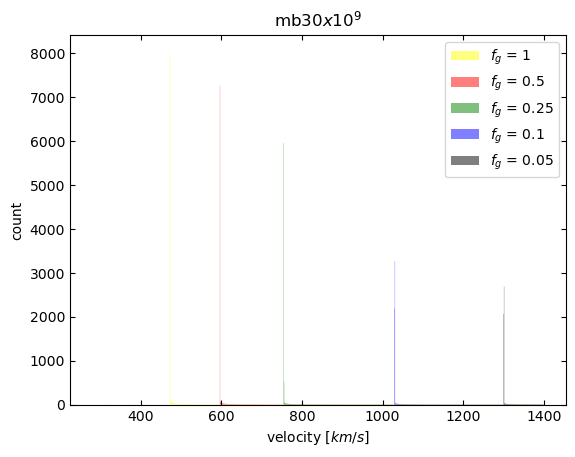 mb30x10^9
8000
7000
6000
5000
4000
3000
2000
1000
0
count
400 600 800 1000 1200 1400
velocity [km/s]
f_g = 1
f_g = 0.5
f_g = 0.25
f_g = 0.1
f_g = 0.05